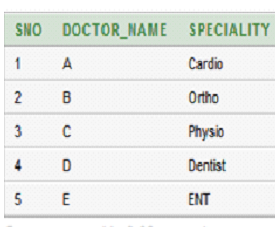 SNO DOCTOR_NAME SPECIALITY
1 A Cardio
2 B Ortho
3 C Physio
4 D Dentist
5 E ENT